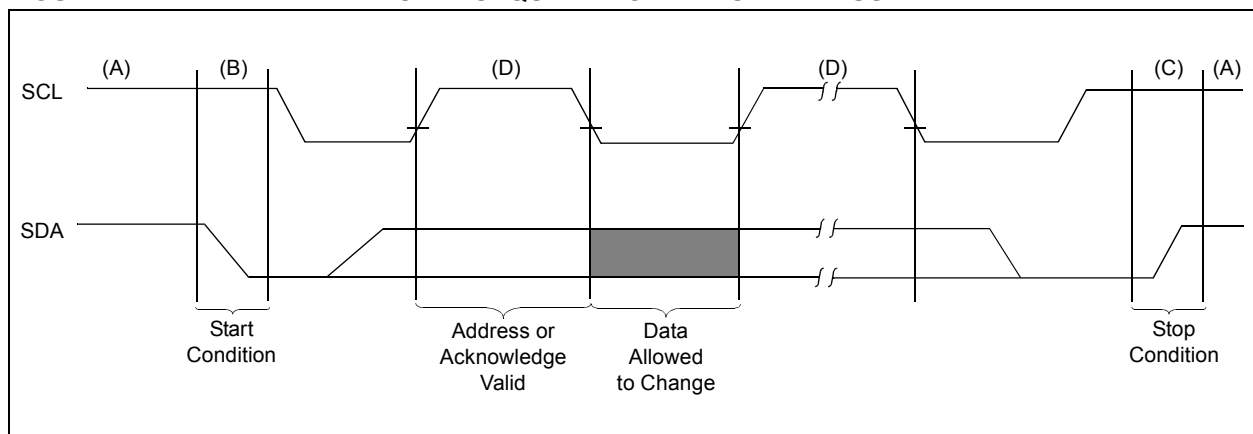 (A) (B) (D) (D) (C) (A)
SCL
SDA
Start
Condition
Address or
Acknowledge
Valid
Data
Allowed
to Change
Stop
Condition